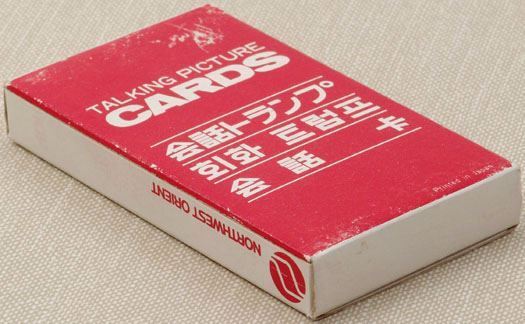 TALKING PICTURE
CARDS
会話トランプ
회화 트럼프
会話 卡
Printed in Japan
NORTHWEST ORIENT